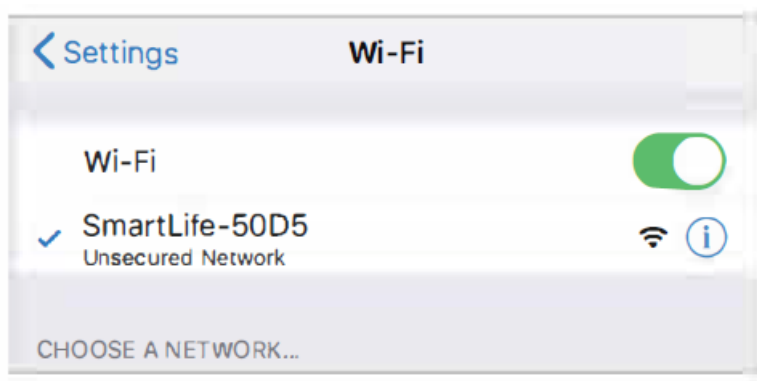 Settings Wi-Fi
Wi-Fi
SmartLife-50D5
Unsecured Network
CHOOSE A NETWORK...